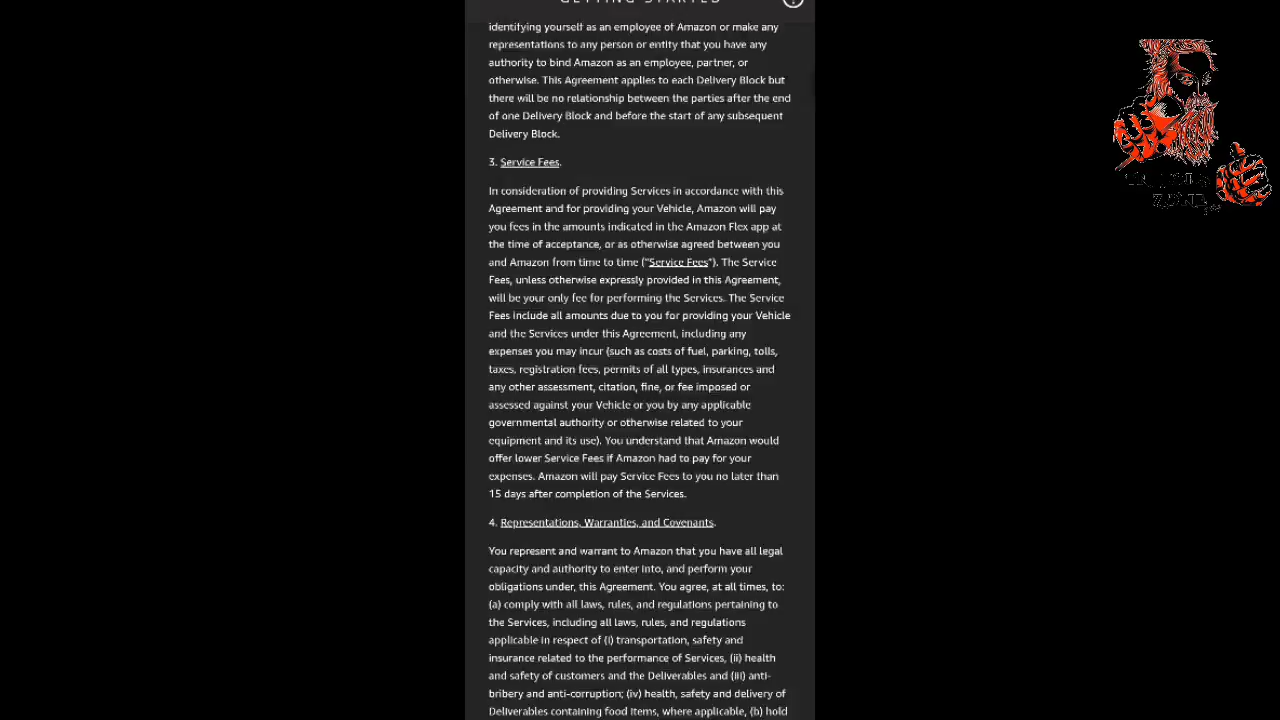 GETTING STARTED
identifying yourself as an employee of Amazon or make any
representations to any person or entity that you have any
authority to bind Amazon as an employee, partner, or
otherwise. This Agreement applies to each Delivery Block but
there will be no relationship between the parties after the end
of one Delivery Block and before the start of any subsequent
Delivery Block.
3. Service Fees.
In consideration of providing Services in accordance with this
Agreement and for providing your Vehicle, Amazon will pay
you fees in the amounts indicated in the Amazon Flex app at
the time of acceptance, or as otherwise agreed between you
and Amazon from time to time ("Service Fees"). The Service
Fees, unless otherwise expressly provided in this Agreement,
will be your only fee for performing the Services. The Service
Fees include all amounts due to you for providing your Vehicle
and the Services under this Agreement, including any
expenses you may incur (such as costs of fuel, parking, tolls,
taxes, registration fees, permits of all types, insurances and
any other assessment, citation, fine, or fee imposed or
assessed against your Vehicle or you by any applicable
governmental authority or otherwise related to your
equipment and its use). You understand that Amazon would
offer lower Service Fees if Amazon had to pay for your
expenses. Amazon will pay Service Fees to you no later than
15 days after completion of the Services.
4. Representations, Warranties, and Covenants.
You represent and warrant to Amazon that you have all legal
capacity and authority to enter into, and perform your
obligations under, this Agreement. You agree, at all times, to:
(a) comply with all laws, rules, and regulations pertaining to
the Services, including all laws, rules, and regulations
applicable in respect of (i) transportation, safety and
insurance related to the performance of Services, (ii) health
and safety of customers and the Deliverables and (iii) anti-
bribery and anti-corruption; (iv) health, safety and delivery of
Deliverables containing food items, where applicable, (b) hold